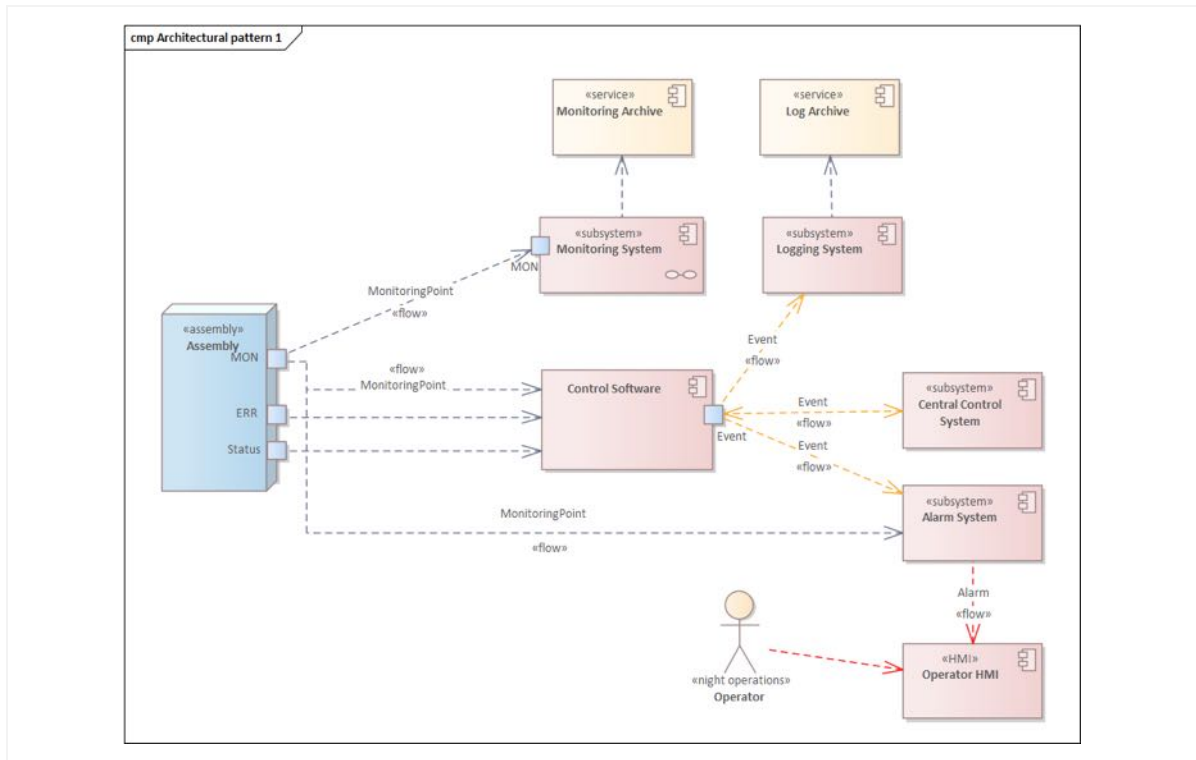 cmp Architectural pattern 1
«service»
Monitoring Archive
«service»
Log Archive
«subsystem»
Monitoring System
MON
«subsystem»
Logging System
MonitoringPoint
«flow»
«assembly»
Assembly
MON
ERR
Status
«flow»
MonitoringPoint
Control Software
Event
Event
«flow»
Event
«flow»
Event
«flow»
«subsystem»
Central Control
System
MonitoringPoint
«flow»
«subsystem»
Alarm System
Alarm
«flow»
«night operations»
Operator
«HMI»
Operator HMI